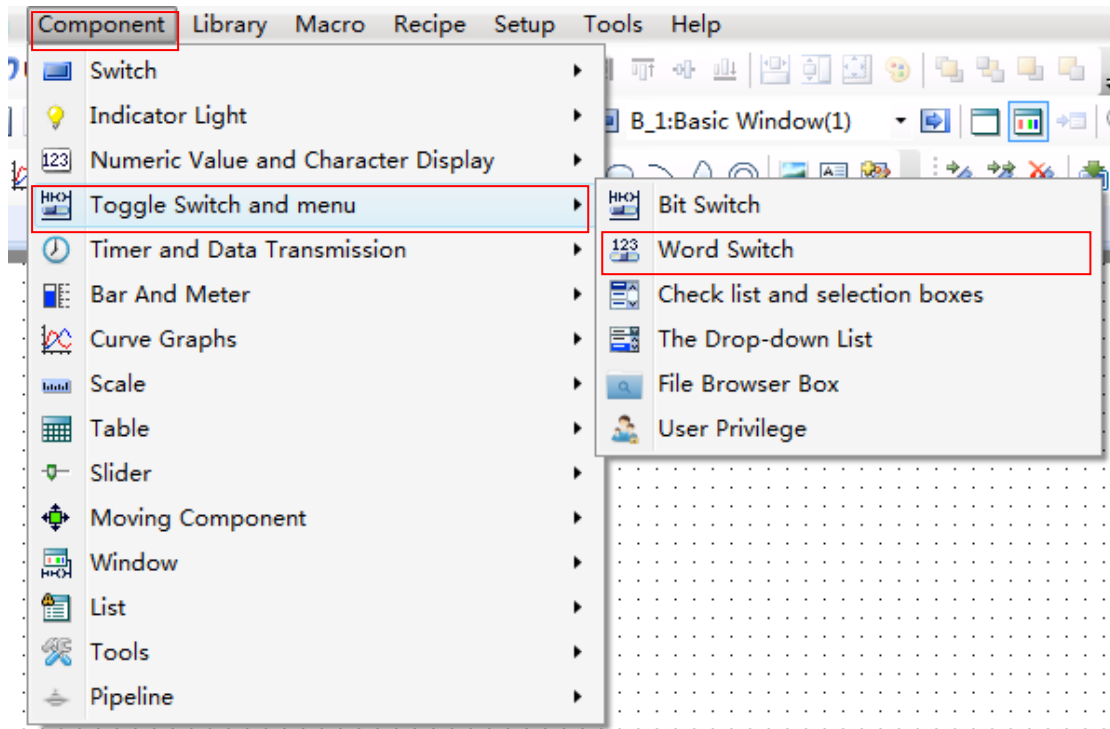 Component Library Macro Recipe Setup Tools Help
Switch
Indicator Light
B_1:Basic Window(1)
123 Numeric Value and Character Display
Toggle Switch and menu
Bit Switch
Timer and Data Transmission
123 Word Switch
Bar And Meter
Check list and selection boxes
Curve Graphs
The Drop-down List
Scale
File Browser Box
Table
User Privilege
Slider
Moving Component
Window
List
Tools
Pipeline